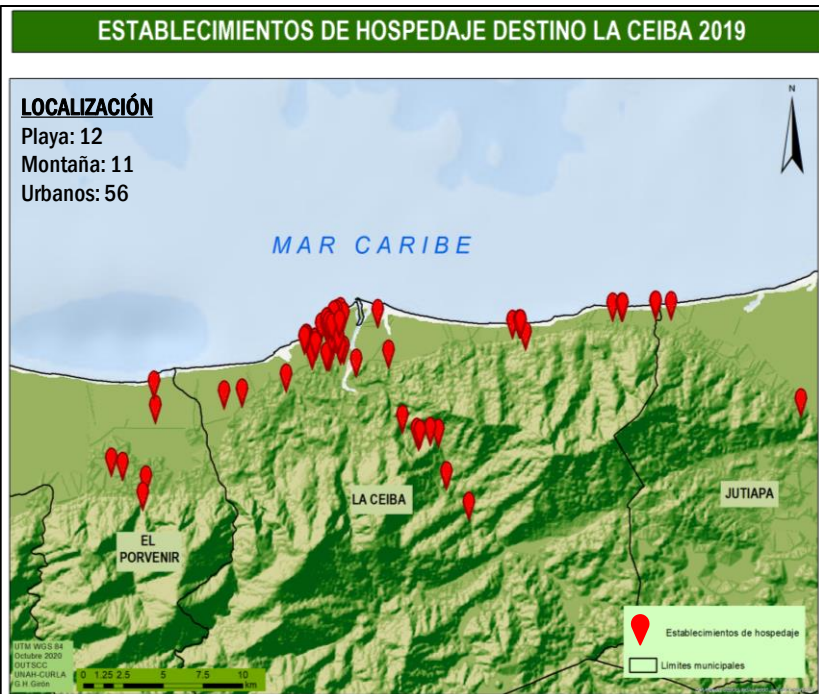 ESTABLECIMIENTOS DE HOSPEDAJE DESTINO LA CEIBA 2019
LOCALIZACIÓN
Playa: 12
Montaña: 11
Urbanos: 56
N
MAR CARIBE
LA CEIBA
JUTIAPA
EL
PORVENIR
Establecimientos de hospedaje
Límites municipales
UTM WGS 84
Octubre 2020
OUTSCC
UNAH-CURLA
G.H.Girón
0 1.25 2.5 5 7.5 10
km